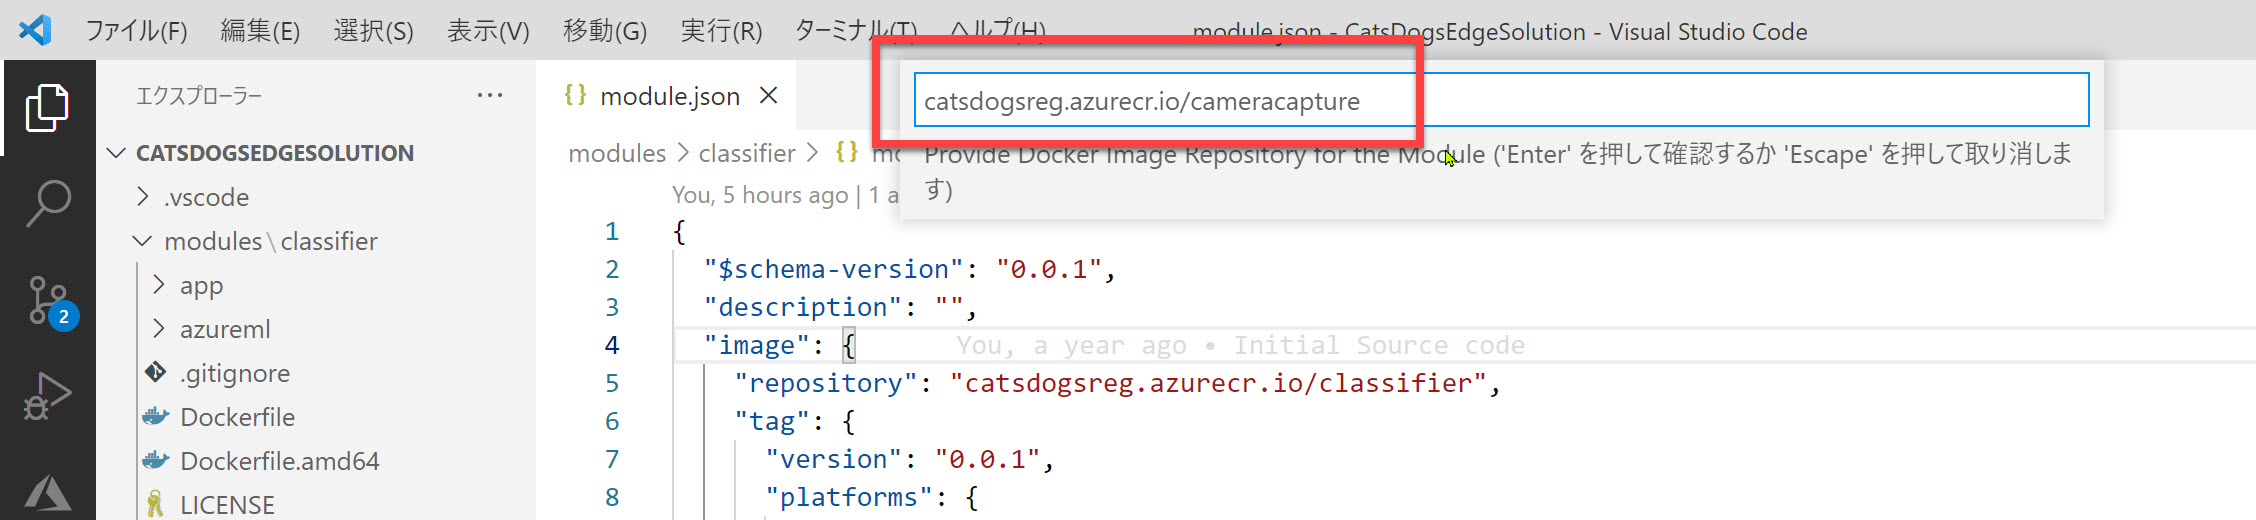 ファイル(F) 編集(E) 選択(S) 表示(V) 移動(G) 実行(R) ターミナル(T) ヘルプ(H) module.json - CatsDogsEdgeSolution - Visual Studio Code
エクスプローラー ···
CATSDOGSEDGESOLUTION
.vscode
modules\classifier
app
azureml
.gitignore
Dockerfile
Dockerfile.amd64
LICENSE
2
{} module.json ×
catsdogsreg.azurecr.io/cameracapture
Provide Docker Image Repository for the Module ('Enter' を押して確認するか 'Escape' を押して取り消しま
す)
modules > classifier > {} mo
You, 5 hours ago | 1 a
1 {
2 "$schema-version": "0.0.1",
3 "description": "",
4 "image": { You, a year ago • Initial Source code
5 "repository": "catsdogsreg.azurecr.io/classifier",
6 "tag": {
7 "version": "0.0.1",
8 "platforms": {